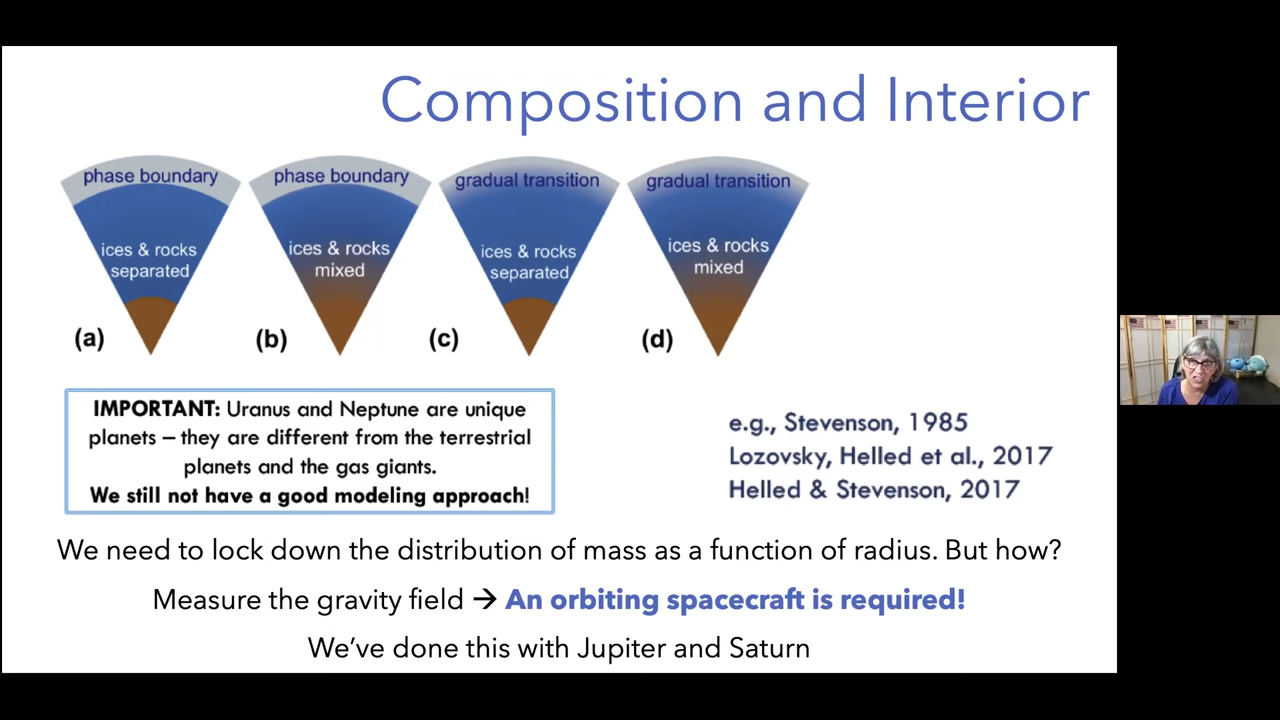 Composition and Interior
phase boundary
phase boundary
gradual transition
gradual transition
ices & rocks
separated
ices & rocks
mixed
ices & rocks
separated
ices & rocks
mixed
(a)
(b)
(c)
(d)
IMPORTANT: Uranus and Neptune are unique
planets – they are different from the terrestrial
planets and the gas giants.
We still not have a good modeling approach!
e.g., Stevenson, 1985
Lozovsky, Helled et al., 2017
Helled & Stevenson, 2017
We need to lock down the distribution of mass as a function of radius. But how?
Measure the gravity field → An orbiting spacecraft is required!
We’ve done this with Jupiter and Saturn